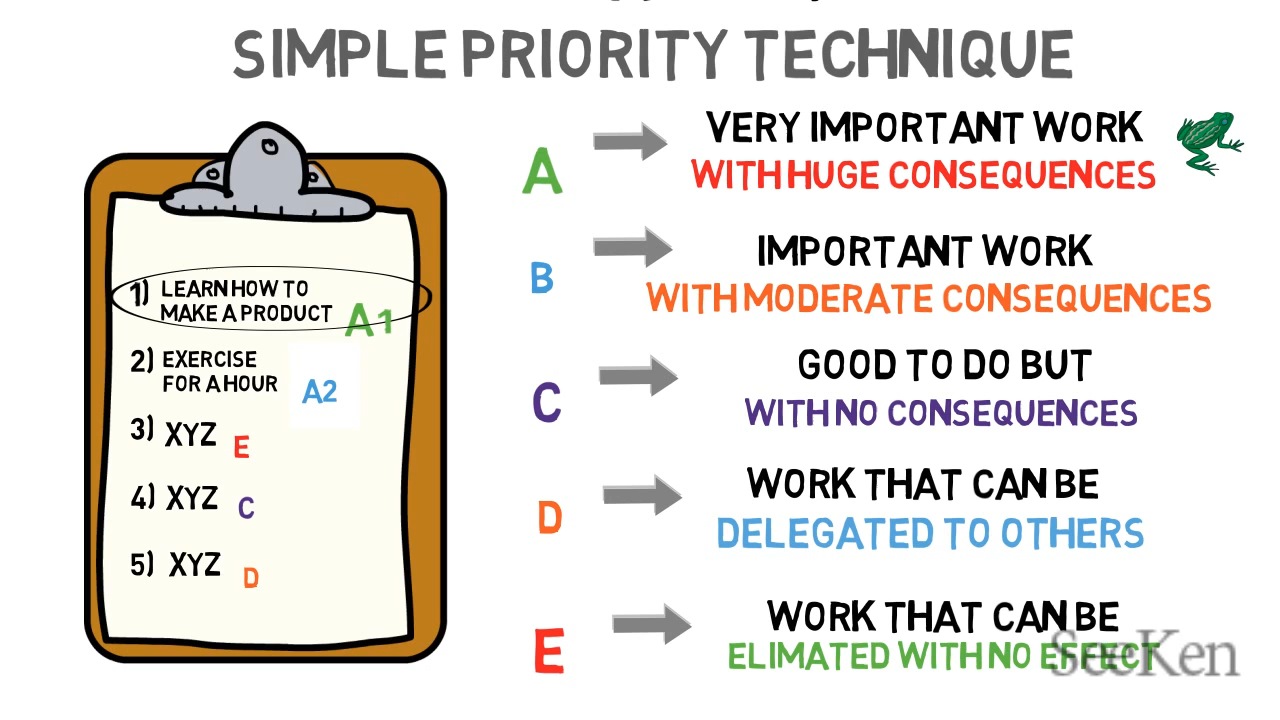 SIMPLE PRIORITY TECHNIQUE
1) LEARN HOW TO
MAKE A PRODUCT A1
2) EXERCISE
FOR A HOUR A2
3) XYZ E
4) XYZ C
5) XYZ D
A VERY IMPORTANT WORK
WITH HUGE CONSEQUENCES
B IMPORTANT WORK
WITH MODERATE CONSEQUENCES
C GOOD TO DO BUT
WITH NO CONSEQUENCES
D WORK THAT CAN BE
DELEGATED TO OTHERS
E WORK THAT CAN BE
ELIMATED WITH NO EFFECT
SeeKen